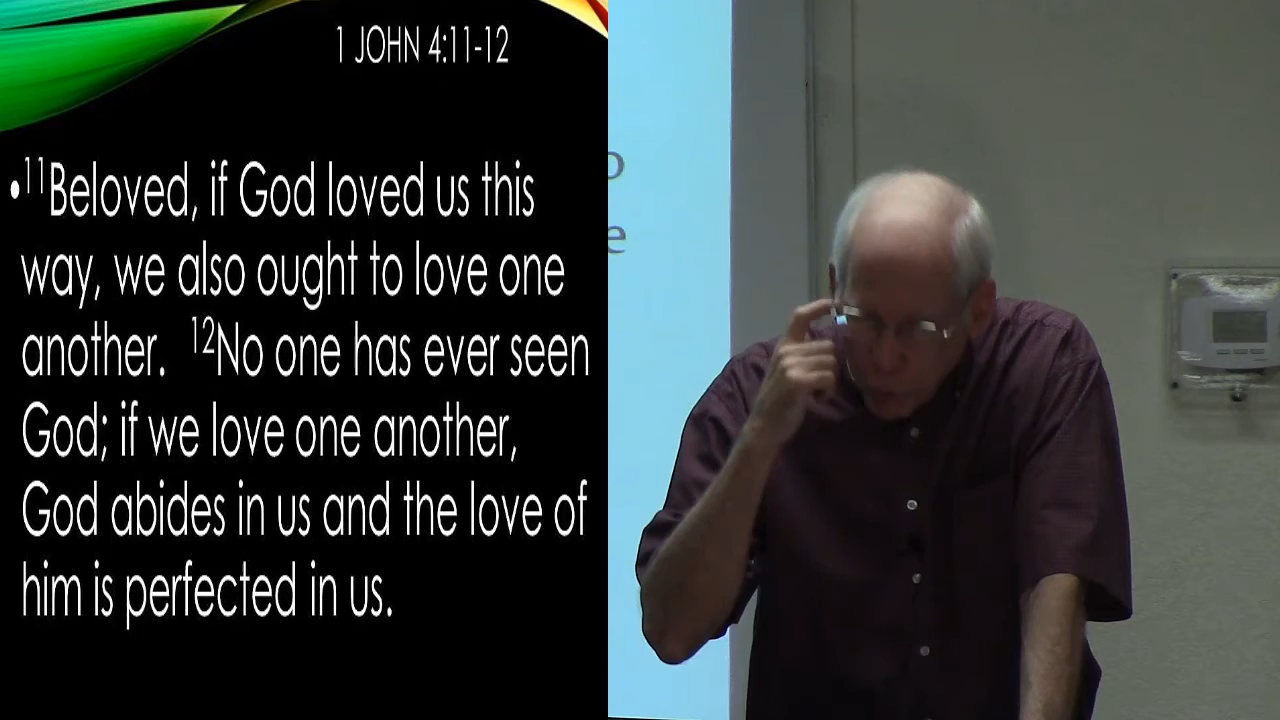 1 JOHN 4:11-12
•11Beloved, if God loved us this
way, we also ought to love one
another. 12No one has ever seen
God; if we love one another,
God abides in us and the love of
him is perfected in us.
o
e